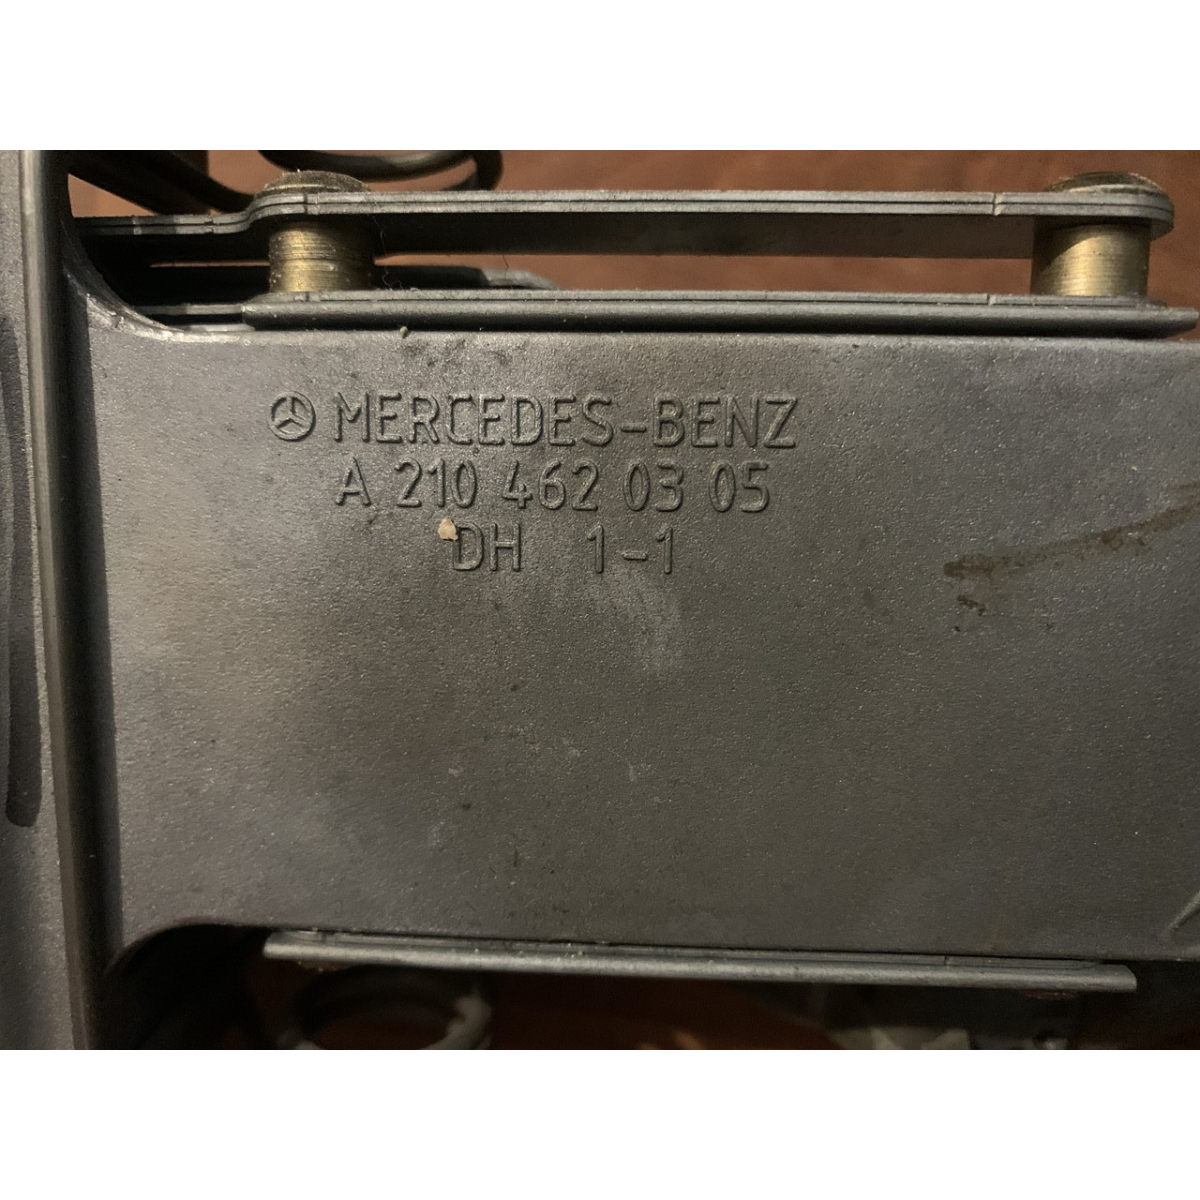 MERCEDES-BENZ
A 210 462 03 05
DH 1-1